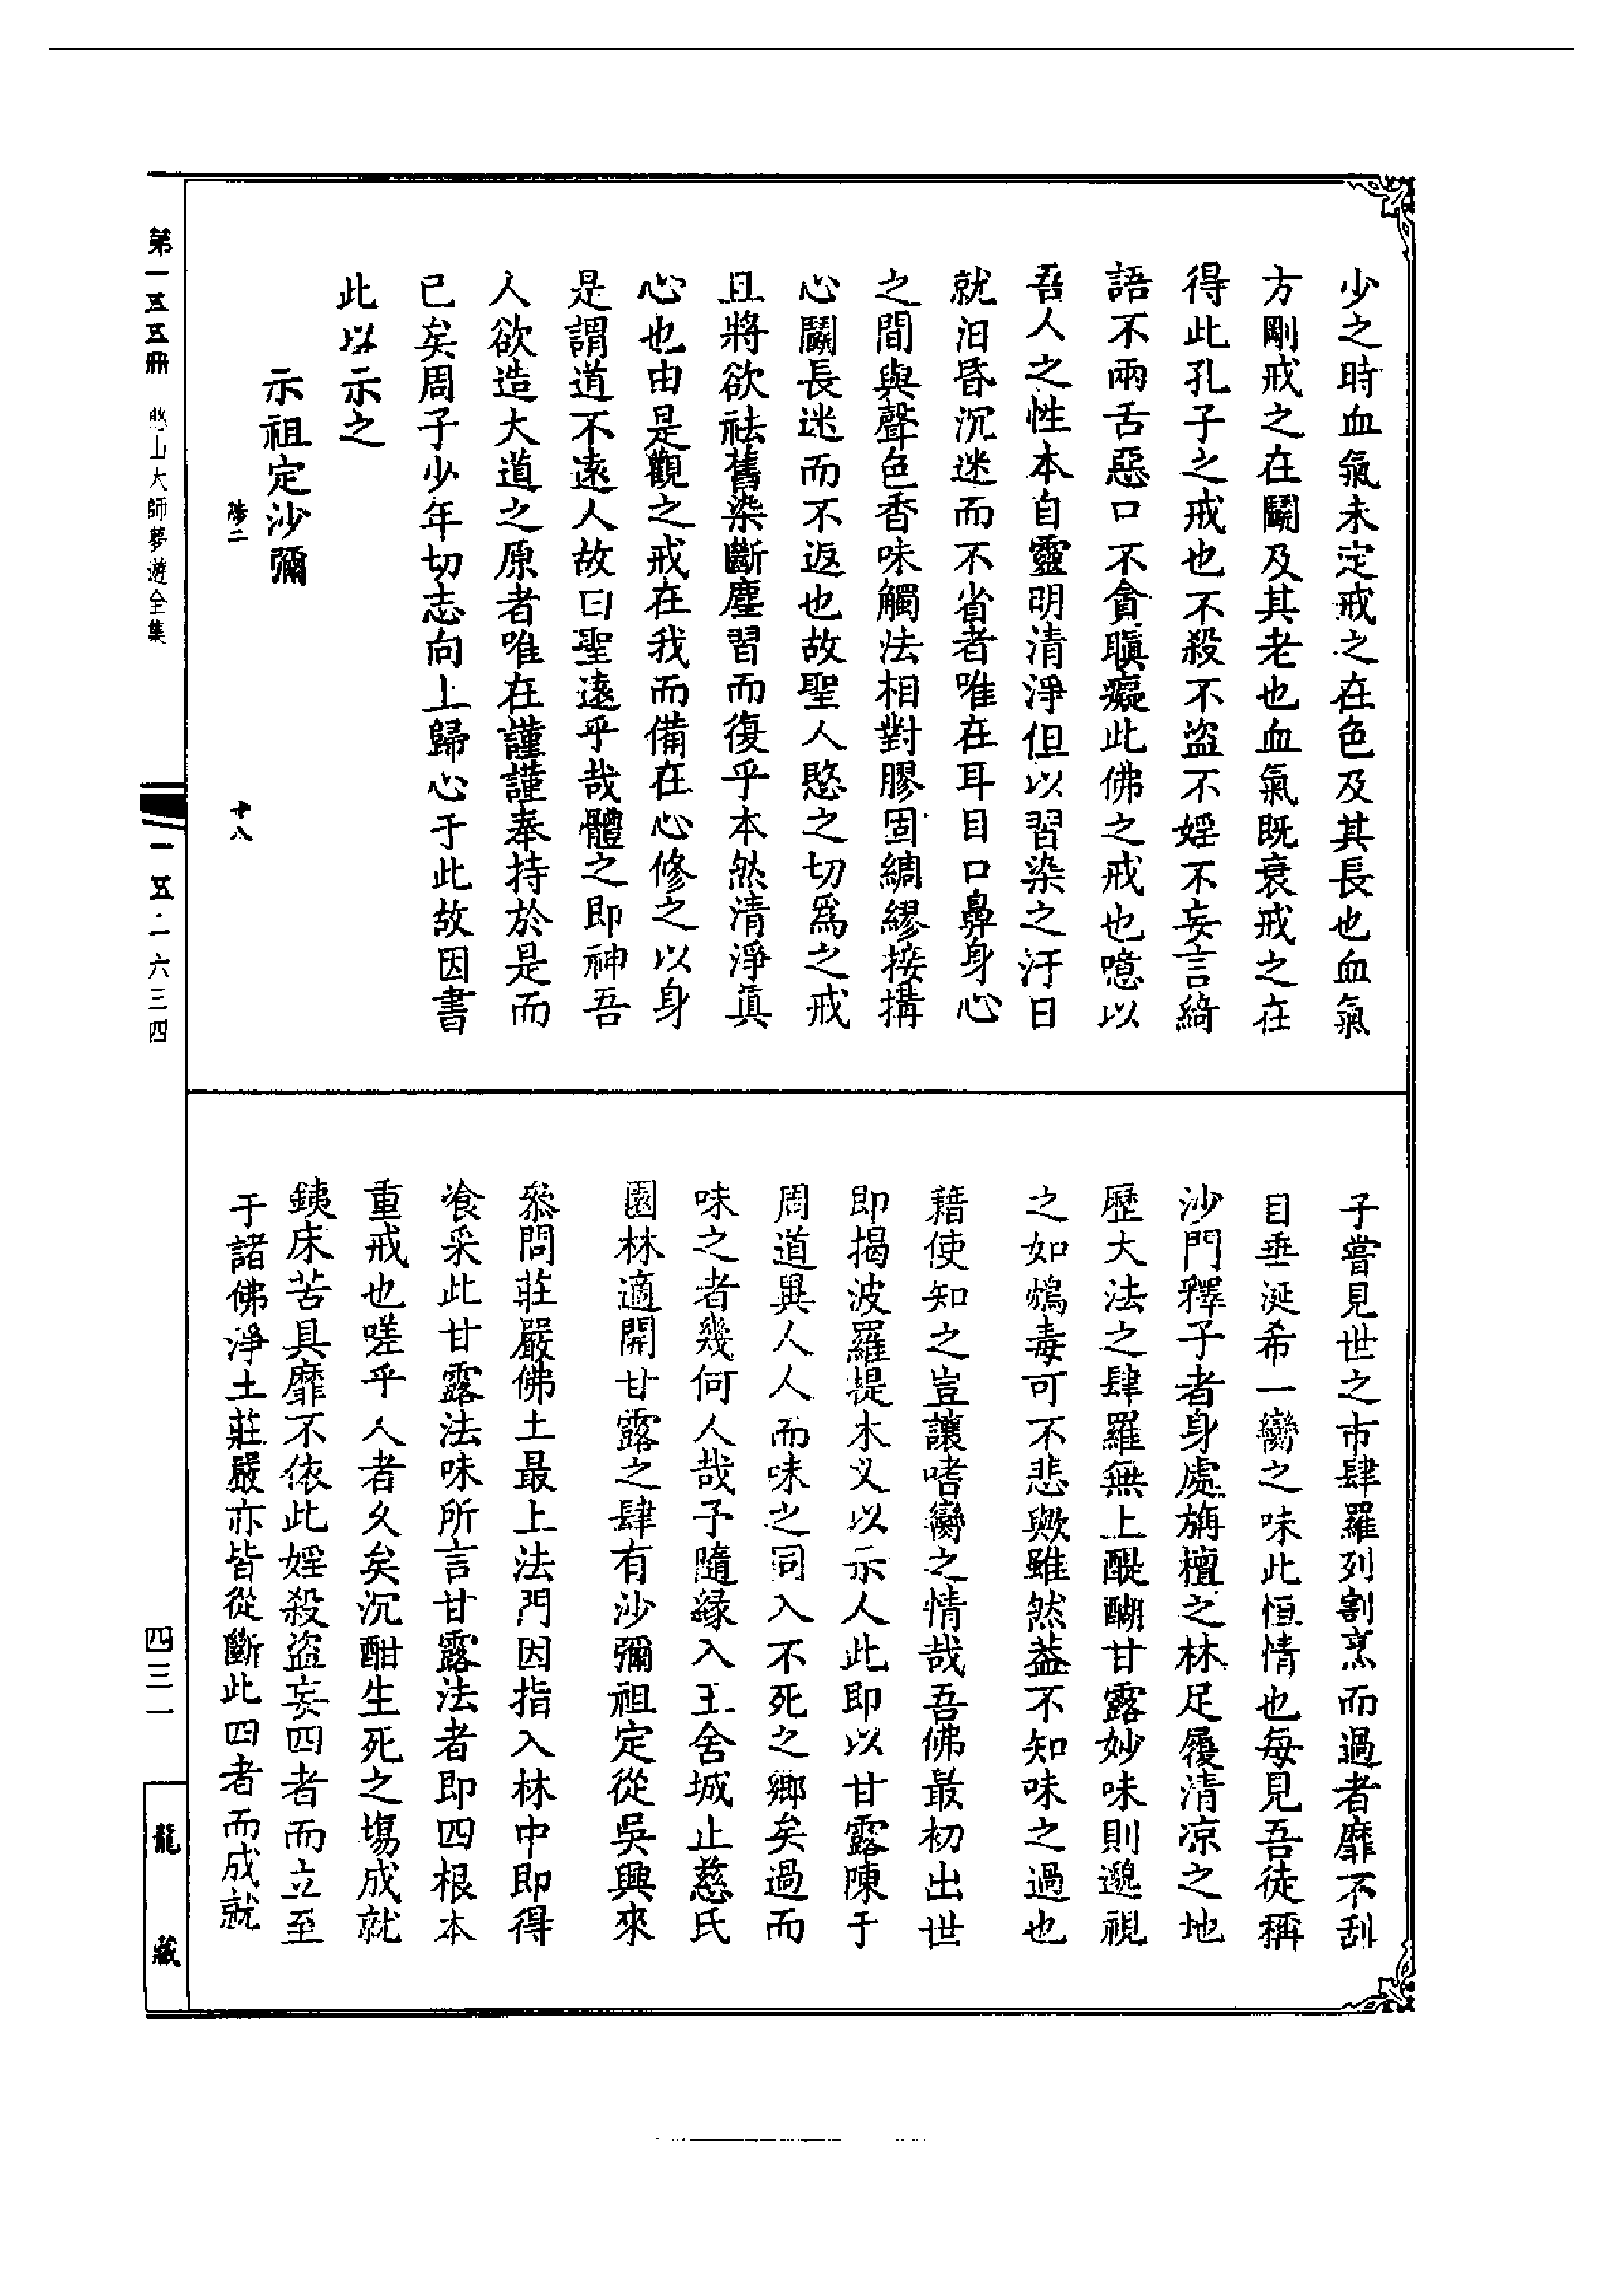 少之時血氣未定戒之在色及其長也血氣
方剛戒之在鬭及其老也血氣既衰戒之在
得此孔子之戒也不殺不盜不婬不妄言綺
語不兩舌惡口不貪瞋癡此佛之戒也噫以
吾人之性本自靈明清淨但以習染之汙日
就汨昏沉迷而不省者唯在耳目口鼻身心
之間與聲色香味觸法相對膠固綢繆接搆
心鬭長迷而不返也故聖人愍之切爲之戒
且將欲祛舊染斷塵習而復乎本然清淨眞
心也由是觀之戒在我而備在心修之以身
是謂道不遠人故曰聖遠乎哉體之即神吾
人欲造大道之原者唯在謹謹奉持於是而
已矣周子少年切志向上歸心于此故因書
此以示之
示祖定沙彌
十八
子嘗見世之市肆羅列割烹而過者靡不刮
目垂涎希一臠之味此恒情也每見吾徒稱
沙門釋子者身處旃檀之林足履清凉之地
歷大法之肆羅無上醍醐甘露妙味則邈視
之如鴆毒可不悲歟雖然葢不知味之過也
藉使知之豈讓嗜臠之情哉吾佛最初出世
即揭波羅提木义以示人此即以甘露陳于
周道異人人而味之同入不死之鄉矣過而
味之者幾何人哉子隨緣入王舍城止慈氏
園林適開甘露之肆有沙彌祖定從吳興來
叅問莊嚴佛土最上法門因指入林中即得
飡采此甘露法味所言甘露法者即四根本
重戒也嗟乎人者久矣沉酣生死之塲成就
銕床苦具靡不依此婬殺盜妄四者而立至
于諸佛淨土莊嚴亦皆從斷此四者而成就
第一五五冊 憨山大師夢遊全集
一五二六三四
四三一
龍藏